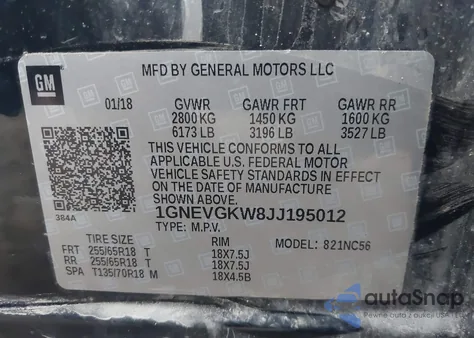 GM
MFD BY GENERAL MOTORS LLC
01/18 GVWR GAWR FRT GAWR RR
2800 KG 1450 KG 1600 KG
6173 LB 3196 LB 3527 LB
THIS VEHICLE CONFORMS TO ALL
APPLICABLE U.S. FEDERAL MOTOR
VEHICLE SAFETY STANDARDS IN EFFECT
ON THE DATE OF MANUFACTURE
SHOWN ABOVE.
384A
1GNEVGKW8JJ195012
TYPE: M.P.V.
TIRE SIZE RIM MODEL: 821NC56
FRT 255/65R18 T 18X7.5J
RR 255/65R18 T 18X7.5J
SPA T135/70R18 M 18X4.5B
autoSnap